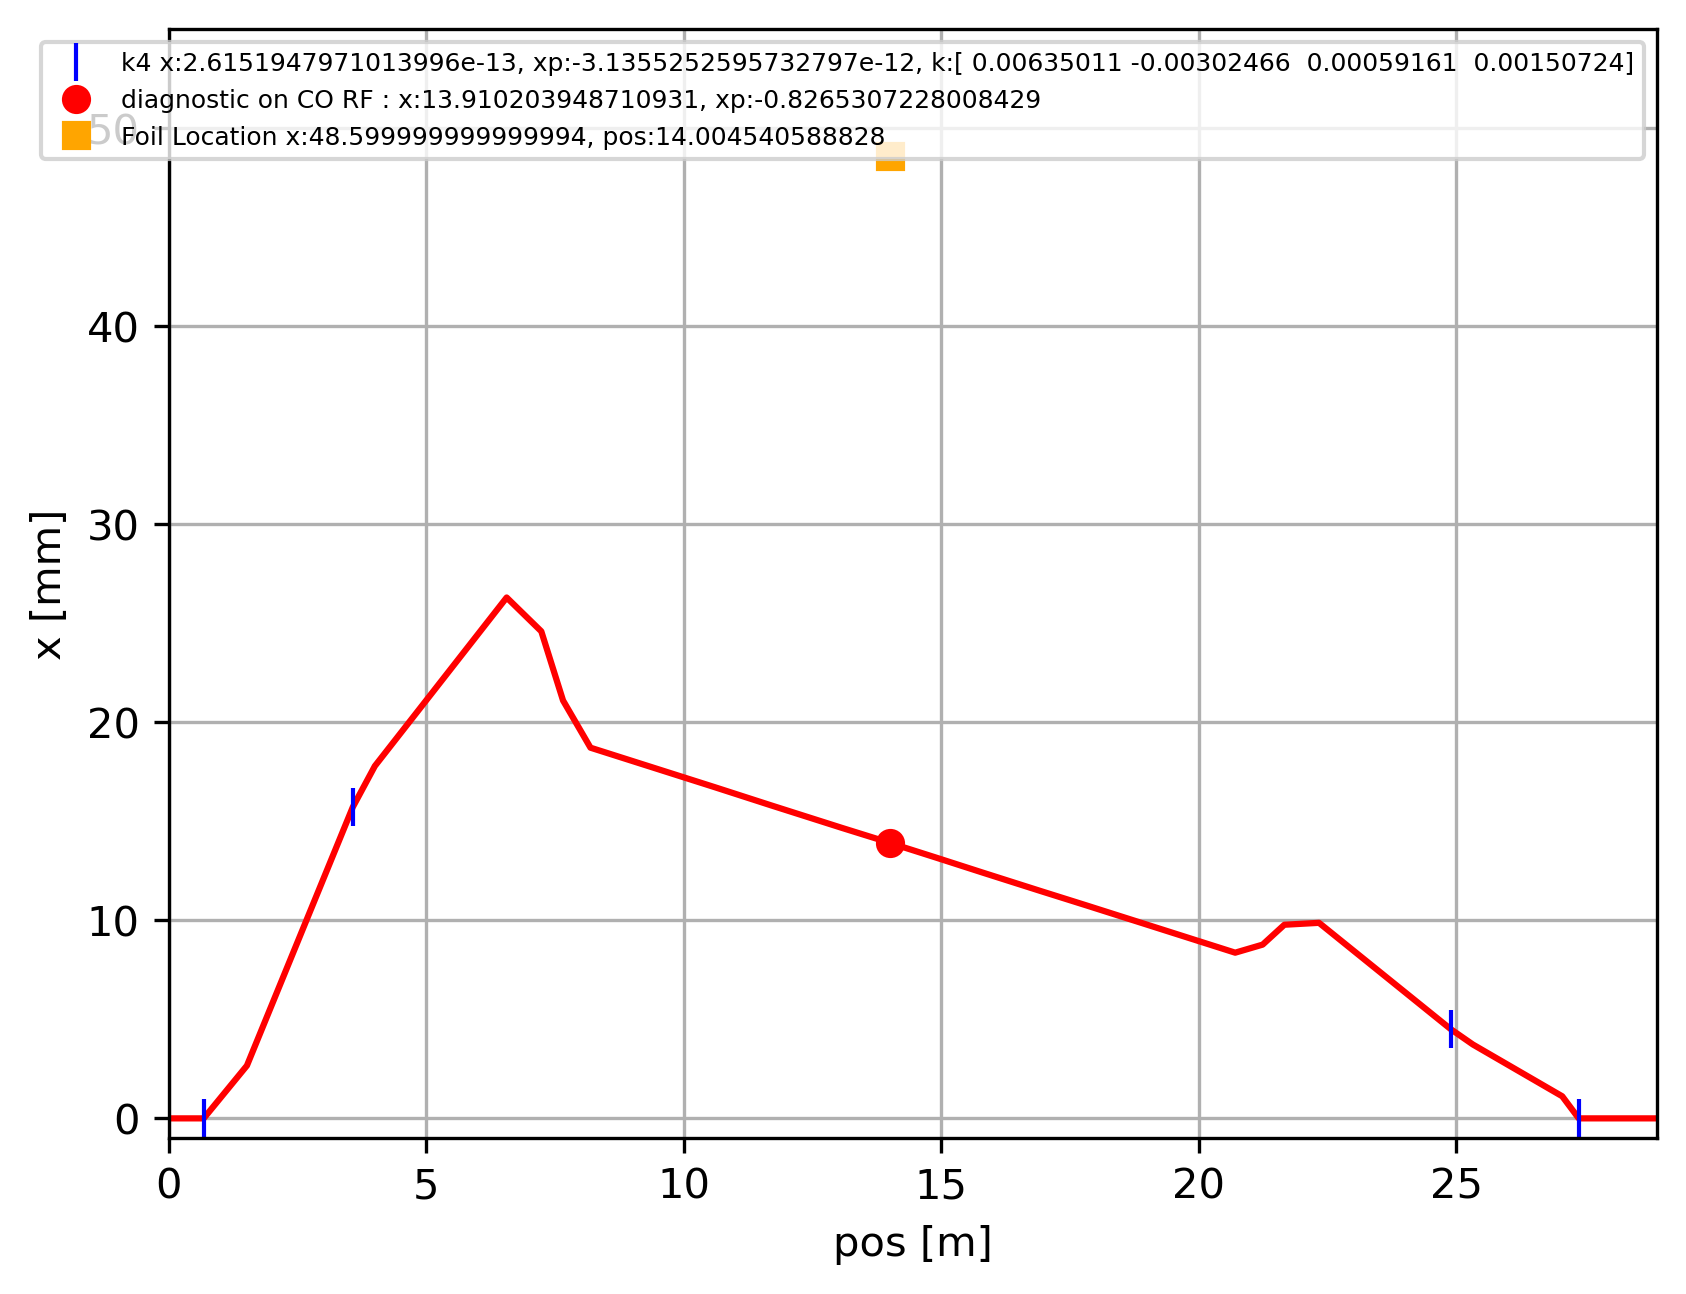 k4 x:2.6151947971013996e-13, xp:-3.1355252595732797e-12, k:[ 0.00635011 -0.00302466  0.00059161  0.00150724]
diagnostic on CO RF : x:13.910203948710931, xp:-0.8265307228008429
Foil Location x:48.599999999999994, pos:14.004540588828
50
40
30
20
10
0
x [mm]
0 5 10 15 20 25
pos [m]